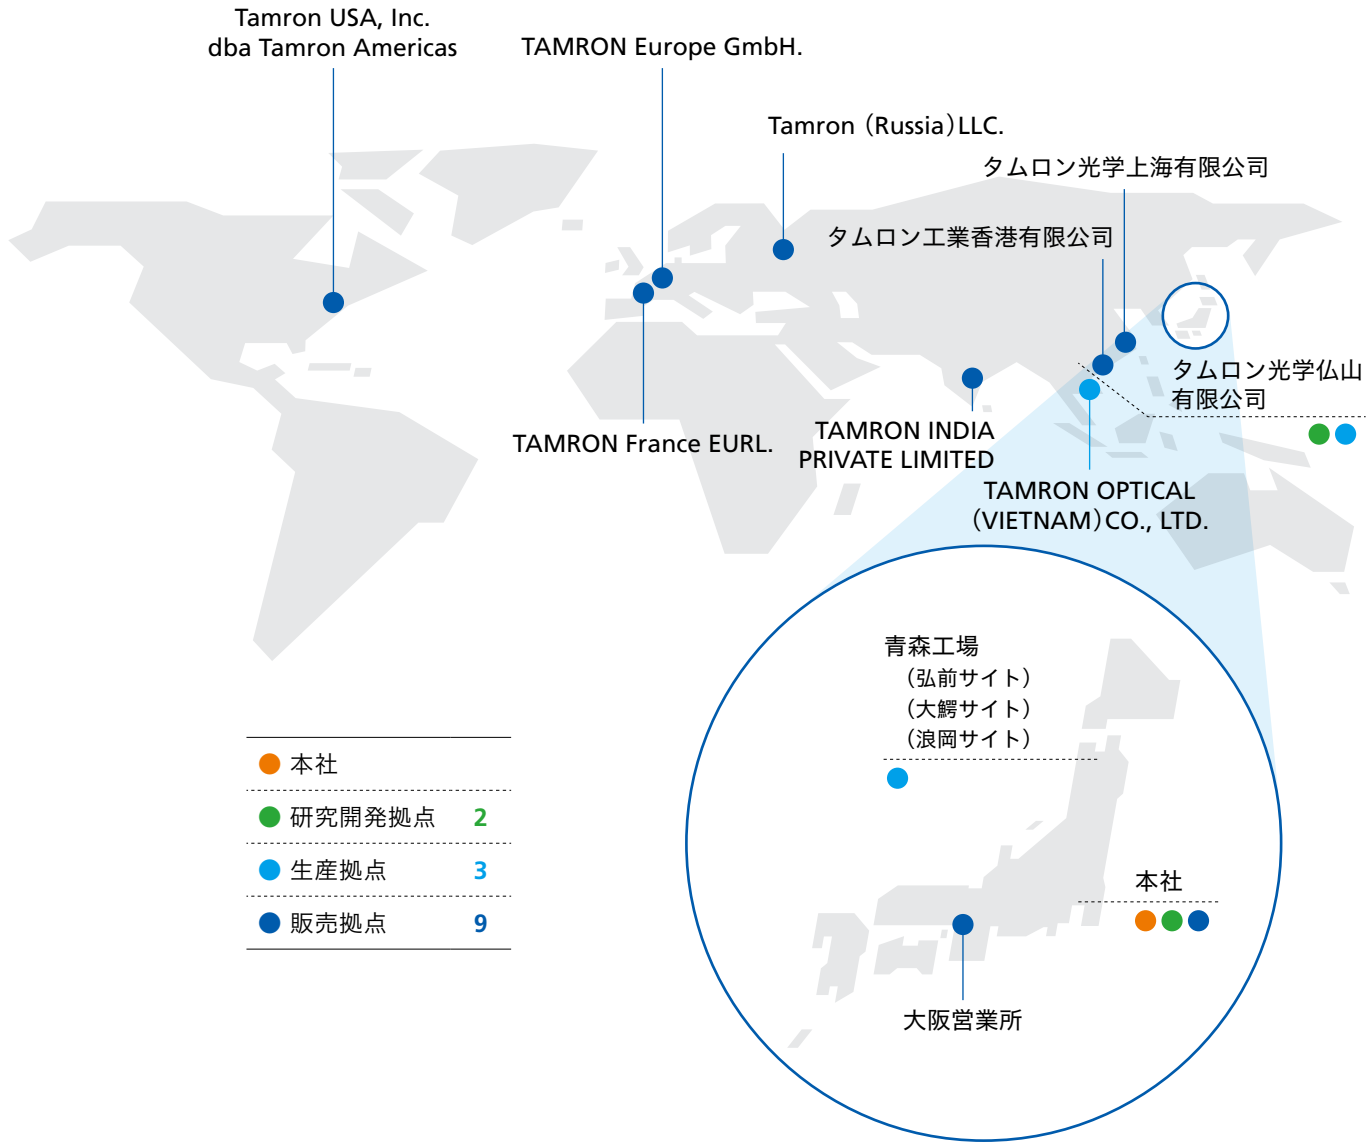 Tamron USA, Inc.
dba Tamron Americas
TAMRON Europe GmbH.
Tamron（Russia）LLC.
タムロン光学上海有限公司
タムロン工業香港有限公司
タムロン光学仏山
有限公司
TAMRON France EURL.
TAMRON INDIA
PRIVATE LIMITED
TAMRON OPTICAL
（VIETNAM）CO., LTD.
青森工場
（弘前サイト）
（大鰐サイト）
（浪岡サイト）
本社
大阪営業所
本社
研究開発拠点 2
生産拠点 3
販売拠点 9